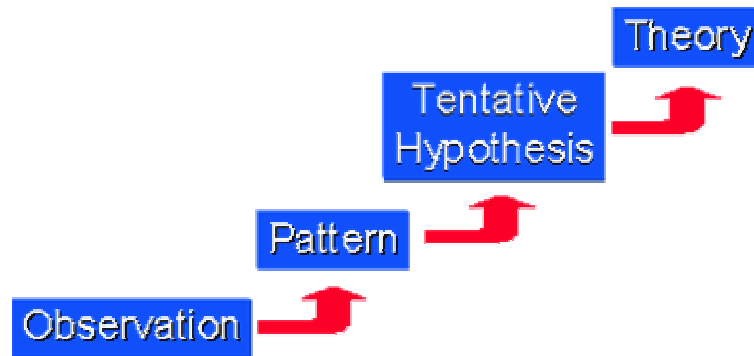 Theory
Tentative
Hypothesis
Pattern
Observation